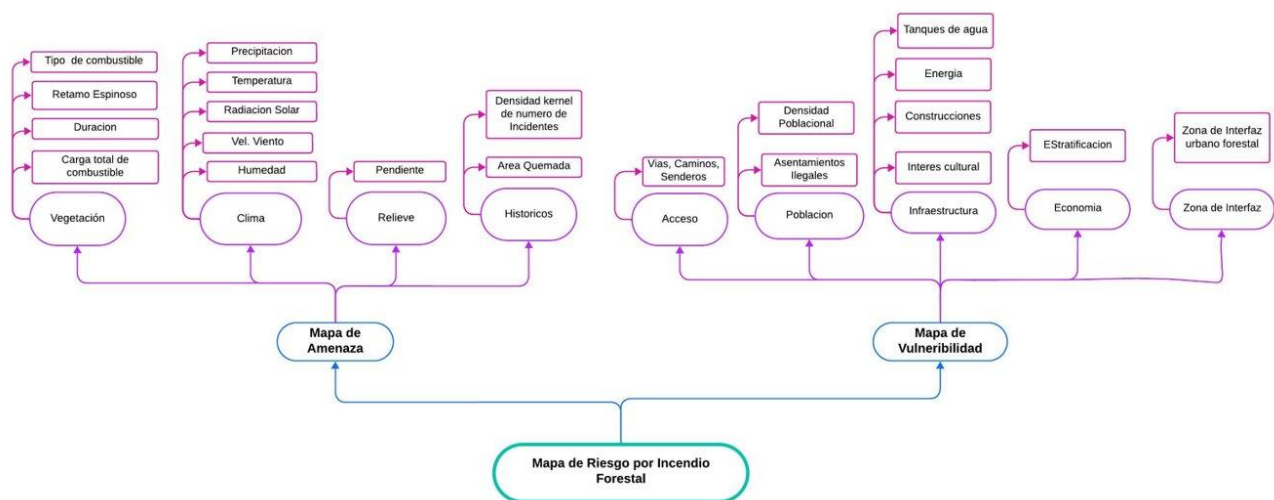 Tipo de combustible
Retamo Espinoso
Duracion
Carga total de
combustible
Vegetación
Precipitacion
Temperatura
Radiacion Solar
Vel. Viento
Humedad
Clima
Pendiente
Relieve
Densidad kernel
de numero de
Incidentes
Area Quemada
Historicos
Vias, Caminos,
Senderos
Acceso
Densidad
Poblacional
Asentamientos
Ilegales
Poblacion
Tanques de agua
Energia
Construcciones
Interes cultural
Infraestructura
EStratificacion
Economia
Zona de Interfaz
urbano forestal
Zona de Interfaz
Mapa de
Amenaza
Mapa de
Vulneribilidad
Mapa de Riesgo por Incendio
Forestal